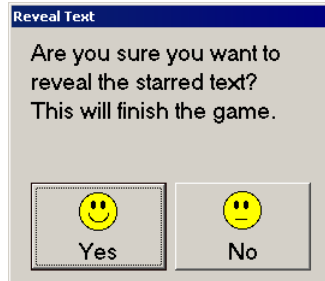 Reveal Text
Are you sure you want to
reveal the starred text?
This will finish the game.
Yes
No